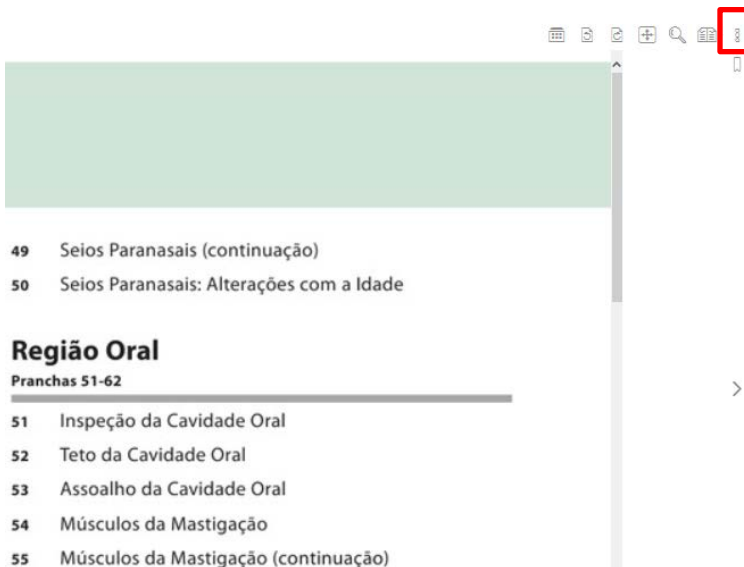 49 Seios Paranasais (continuação)
50 Seios Paranasais: Alterações com a Idade
Região Oral
Pranchas 51-62
51 Inspeção da Cavidade Oral
52 Teto da Cavidade Oral
53 Assoalho da Cavidade Oral
54 Músculos da Mastigação
55 Músculos da Mastigação (continuação)